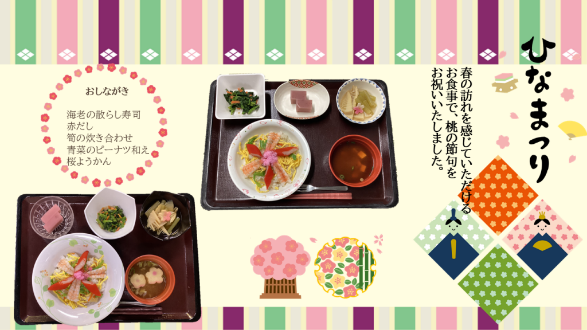 ひなまつり
春の訪れを感じていただける
お食事で、桃の節句を
お祝いいたしました。
おしながき
海老の散らし寿司
赤だし
筍の炊き合わせ
青菜のピーナツ和え
桜ようかん